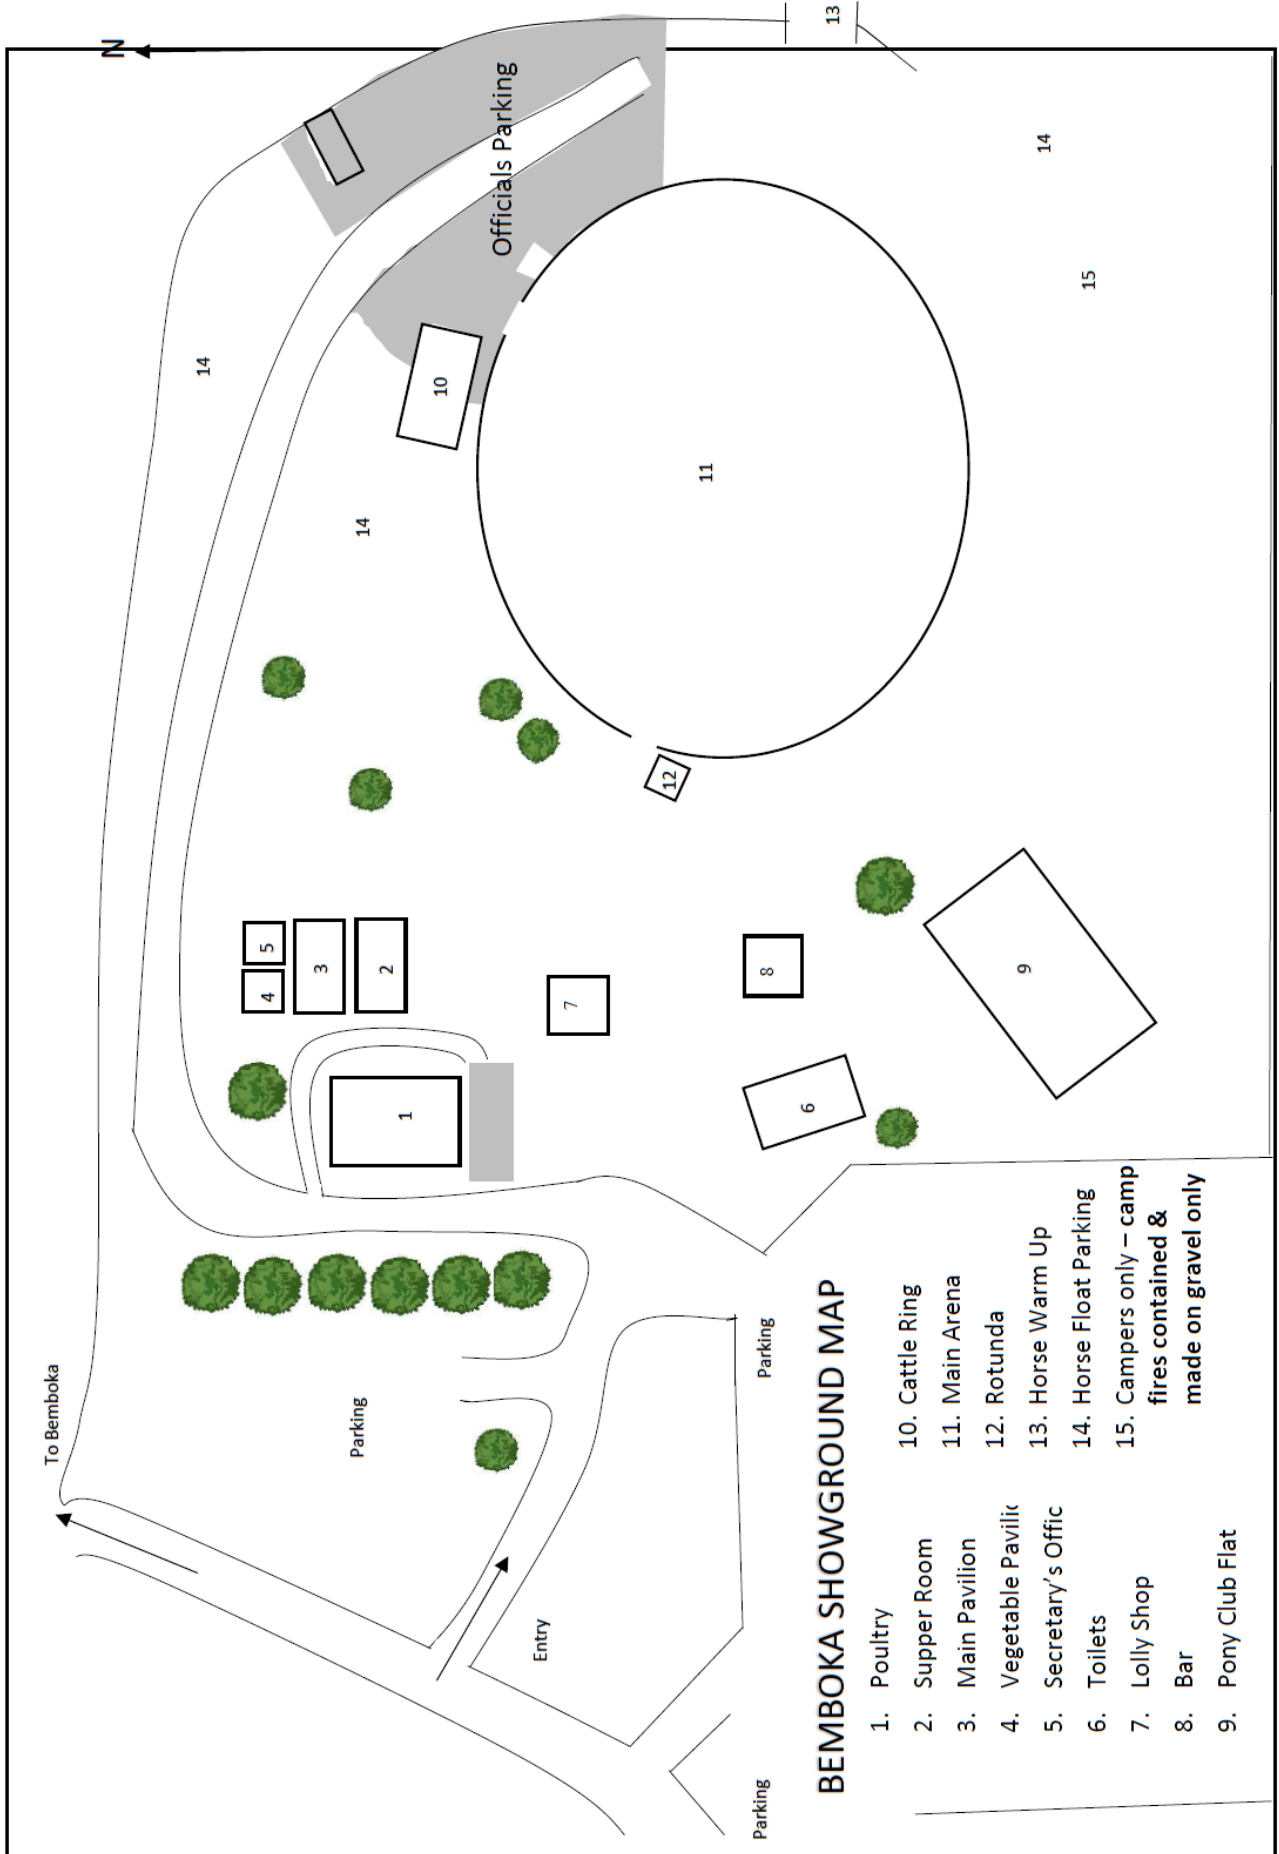 To Bemboka
N
14
4 5
3
Parking
14
2
1
10
Officials Parking
Entry
7
12
11
Parking
Parking
8
6
13
BEMBOKA SHOWGROUND MAP
1. Poultry
2. Supper Room
3. Main Pavilion
4. Vegetable Pavili
5. Secretary's Offic
6. Toilets
7. Lolly Shop
8. Bar
9. Pony Club Flat
10. Cattle Ring
11. Main Arena
12. Rotunda
13. Horse Warm Up
14. Horse Float Parking
15. Campers only – camp
fires contained &
made on gravel only
9
14
15